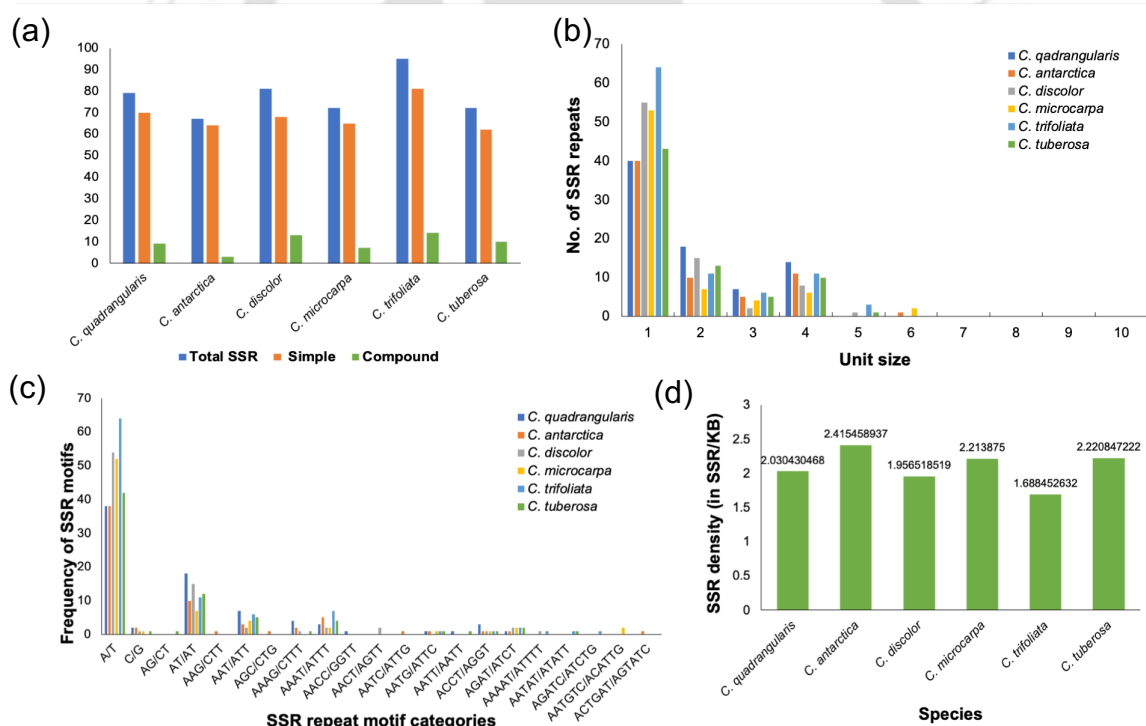 (a)
100
90
80
70
60
50
40
30
20
10
0
C. quadrangularis
C. antarctica
C. discolor
C. microcarpa
C. trifoliata
C. tuberosa
Total SSR Simple Compound
(b)
No. of SSR repeats
70
60
50
40
30
20
10
0
1 2 3 4 5 6 7 8 9 10
Unit size
C. qadrangularis
C. antarctica
C. discolor
C. microcarpa
C. trifoliata
C. tuberosa
(c)
Frequency of SSR motifs
70
60
50
40
30
20
10
0
A/T
C/G
AG/CT
AT/AT
AAG/CTT
AAT/ATT
AGC/CTG
AAAG/CTTT
AAAT/ATTT
AACC/GGTT
AACT/AGTT
AATC/ATTG
AATG/ATTC
AATT/AATT
ACCT/AGGT
AGAT/ATCT
AAAAT/ATTTT
AATAT/ATATT
AGATC/ATCTG
AATGTC/ACATTG
ACTGAT/AGT/ATC
SSR repeat motif categories
C. quadrangularis
C. antarctica
C. discolor
C. microcarpa
C. trifoliata
C. tuberosa
(d)
SSR density (in SSR/KB)
3
2.5
2
1.5
1
0.5
0
2.030430468
2.415458937
1.956518519
2.213875
1.688452632
2.220847222
C. quadrangularis
C. antarctica
C. discolor
C. microcarpa
C. trifoliata
C. tuberosa
Species